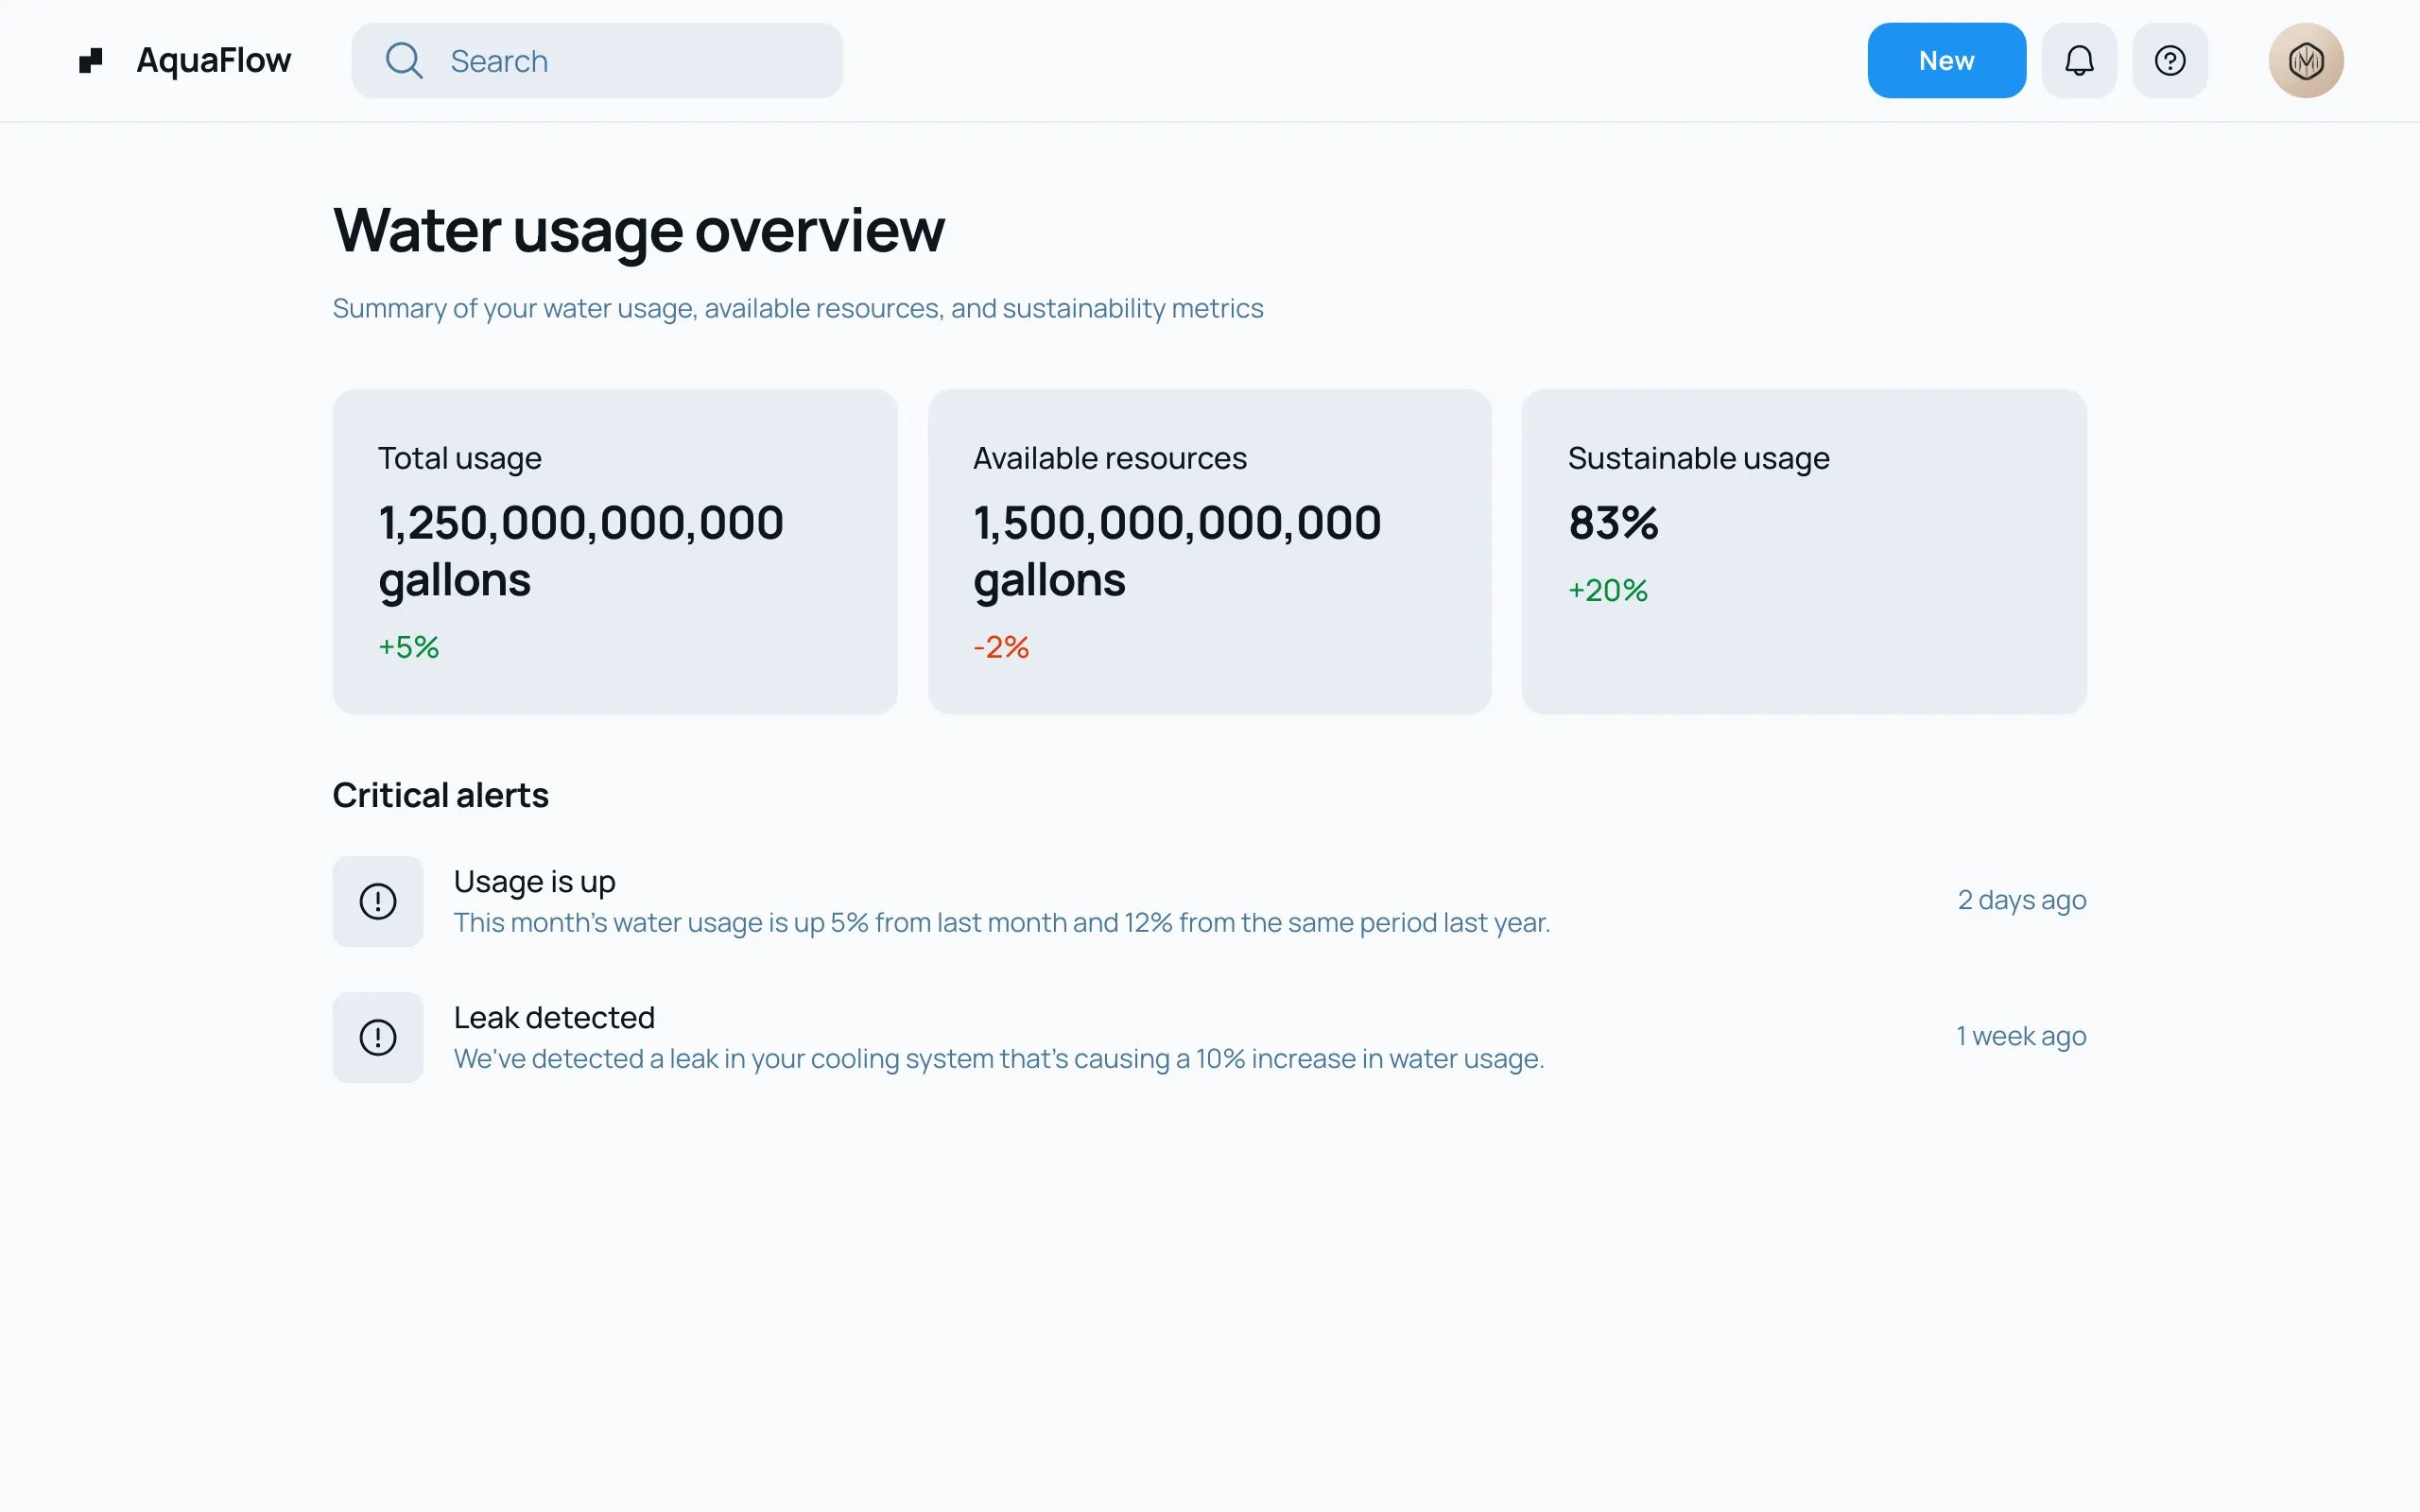 AquaFlow
Search
New
Water usage overview
Summary of your water usage, available resources, and sustainability metrics
Total usage
1,250,000,000,000
gallons
+5%
Available resources
1,500,000,000,000
gallons
-2%
Sustainable usage
83%
+20%
Critical alerts
Usage is up
This month’s water usage is up 5% from last month and 12% from the same period last year.
2 days ago
Leak detected
We've detected a leak in your cooling system that’s causing a 10% increase in water usage.
1 week ago